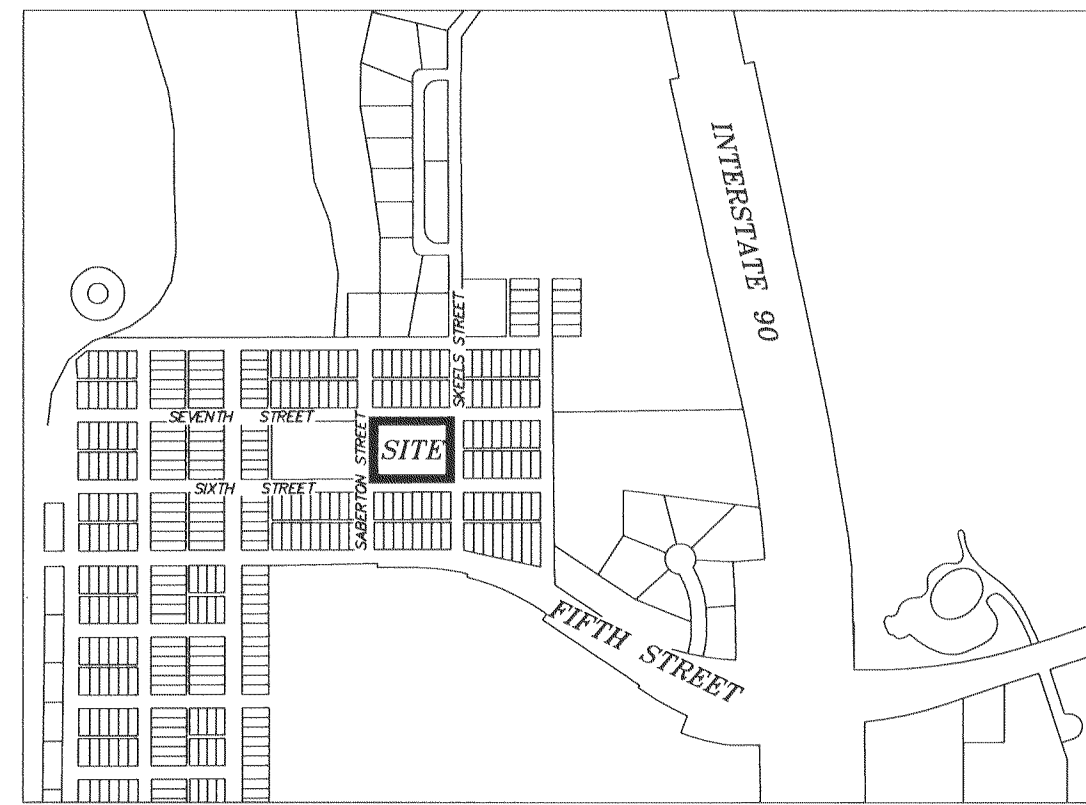 INTERSTATE 90
SKEELS STREET
SEVENTH STREET
SABERTON STREET
SITE
SIXTH STREET
FIFTH STREET